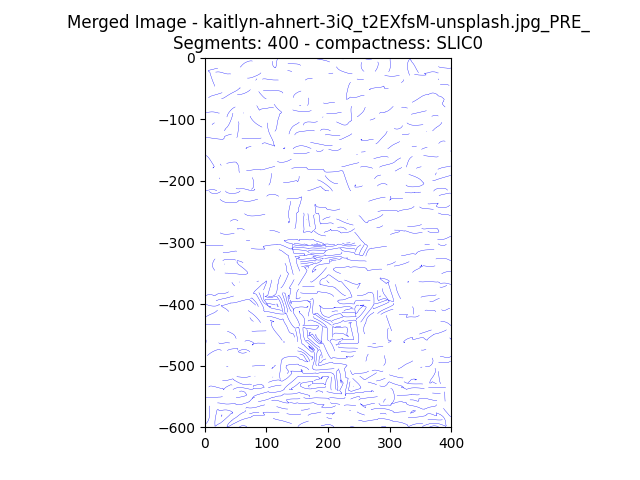 Merged Image - kaitlyn-ahnert-3iQ_t2EXfsM-unsplash.jpg_PRE_
Segments: 400 - compactness: SLIC0
0
−100
−200
−300
−400
−500
−600
0 100 200 300 400